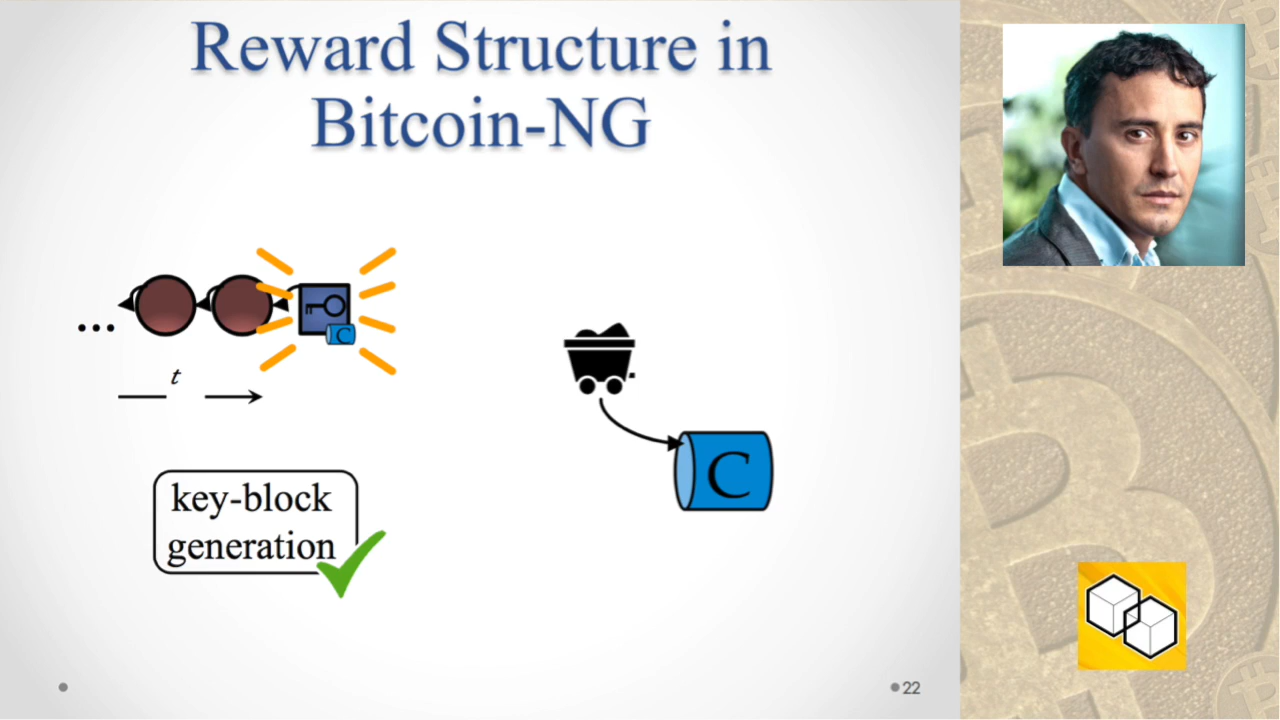 Reward Structure in
Bitcoin-NG
C
...
t
C
key-block
generation
22